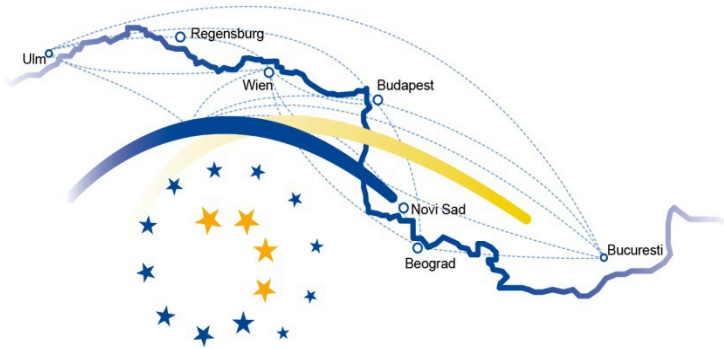 Regensburg
Ulm
Wien
Budapest
Novi Sad
Beograd
Bucuresti